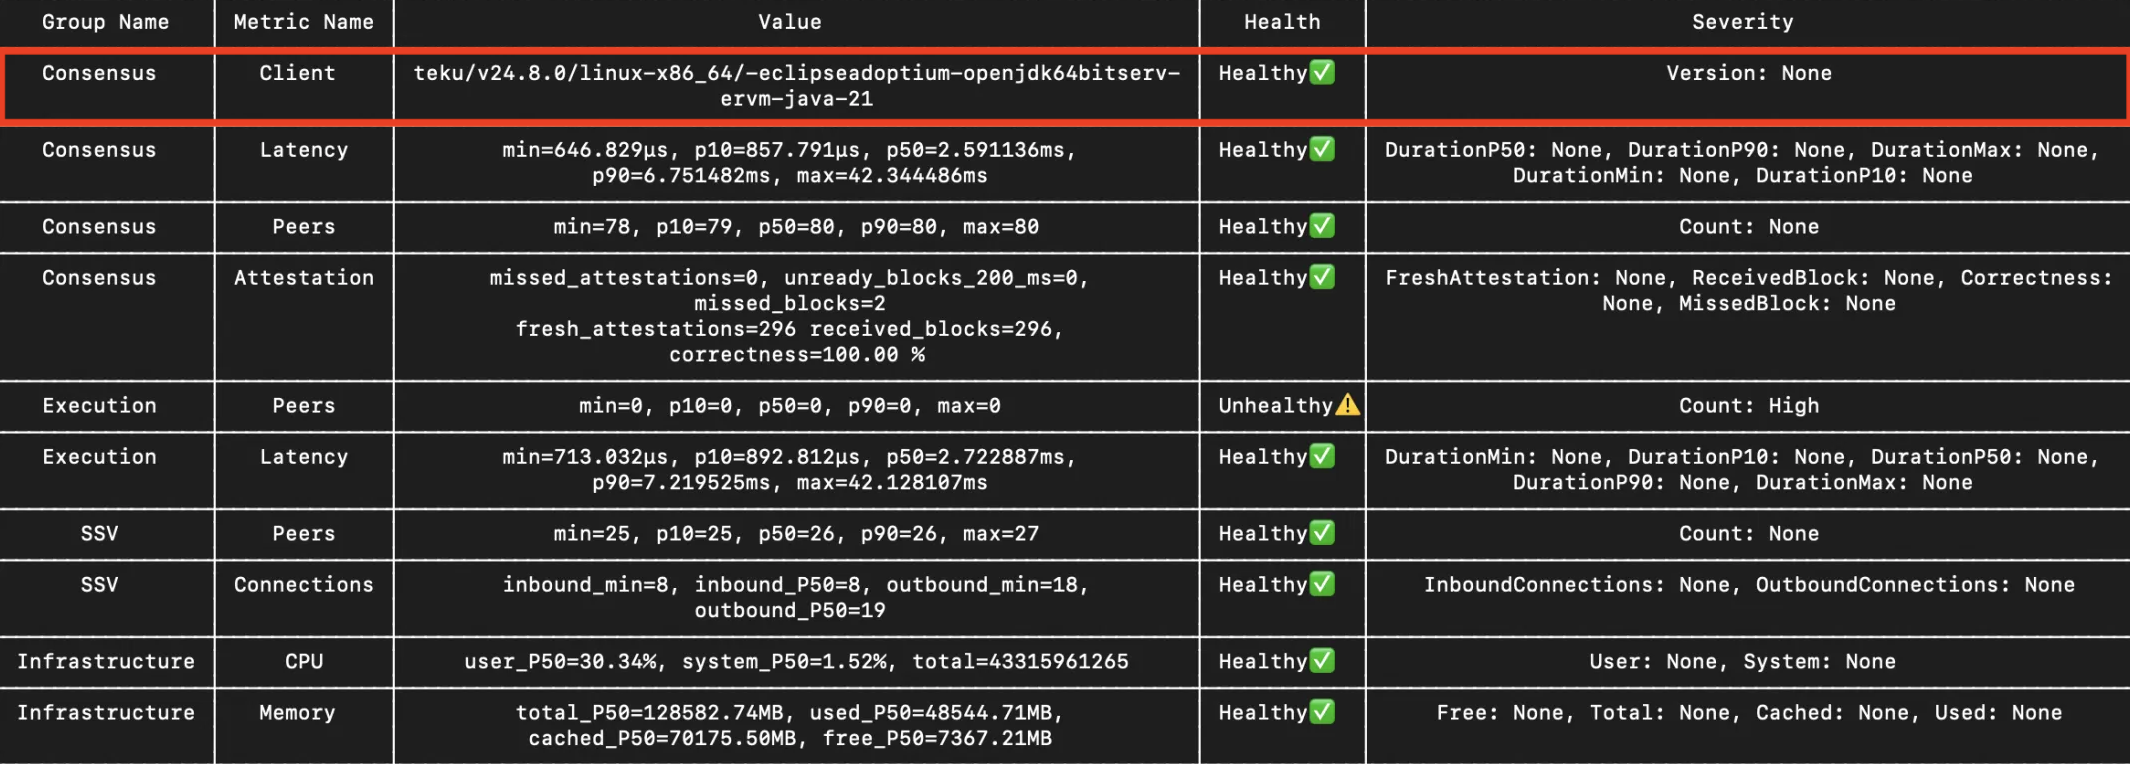 Group Name | Metric Name | Value | Health | Severity
Consensus | Client | teku/v24.8.0/linux-x86_64/-eclipseadoptium-openjdk64bitserv- | Healthy✅ | Version: None
ervm-java-21
Consensus | Latency | min=646.829µs, p10=857.791µs, p50=2.591136ms, | Healthy✅ | DurationP50: None, DurationP90: None, DurationMax: None,
p90=6.751482ms, max=42.344486ms | DurationMin: None, DurationP10: None
Consensus | Peers | min=78, p10=79, p50=80, p90=80, max=80 | Healthy✅ | Count: None
Consensus | Attestation | missed_attestations=0, unready_blocks_200_ms=0, | Healthy✅ | FreshAttestation: None, ReceivedBlock: None, Correctness:
missed_blocks=2 | None, MissedBlock: None
fresh_attestations=296 received_blocks=296,
correctness=100.00 %
Execution | Peers | min=0, p10=0, p50=0, p90=0, max=0 | Unhealthy⚠️ | Count: High
Execution | Latency | min=713.032µs, p10=892.812µs, p50=2.722887ms, | Healthy✅ | DurationMin: None, DurationP10: None, DurationP50: None,
p90=7.219525ms, max=42.128107ms | DurationP90: None, DurationMax: None
SSV | Peers | min=25, p10=25, p50=26, p90=26, max=27 | Healthy✅ | Count: None
SSV | Connections | inbound_min=8, inbound_P50=8, outbound_min=18, | Healthy✅ | InboundConnections: None, OutboundConnections: None
outbound_P50=19
Infrastructure | CPU | user_P50=30.34%, system_P50=1.52%, total=43315961265 | Healthy✅ | User: None, System: None
Infrastructure | Memory | total_P50=128582.74MB, used_P50=48544.71MB, | Healthy✅ | Free: None, Total: None, Cached: None, Used: None
cached_P50=70175.50MB, free_P50=7367.21MB